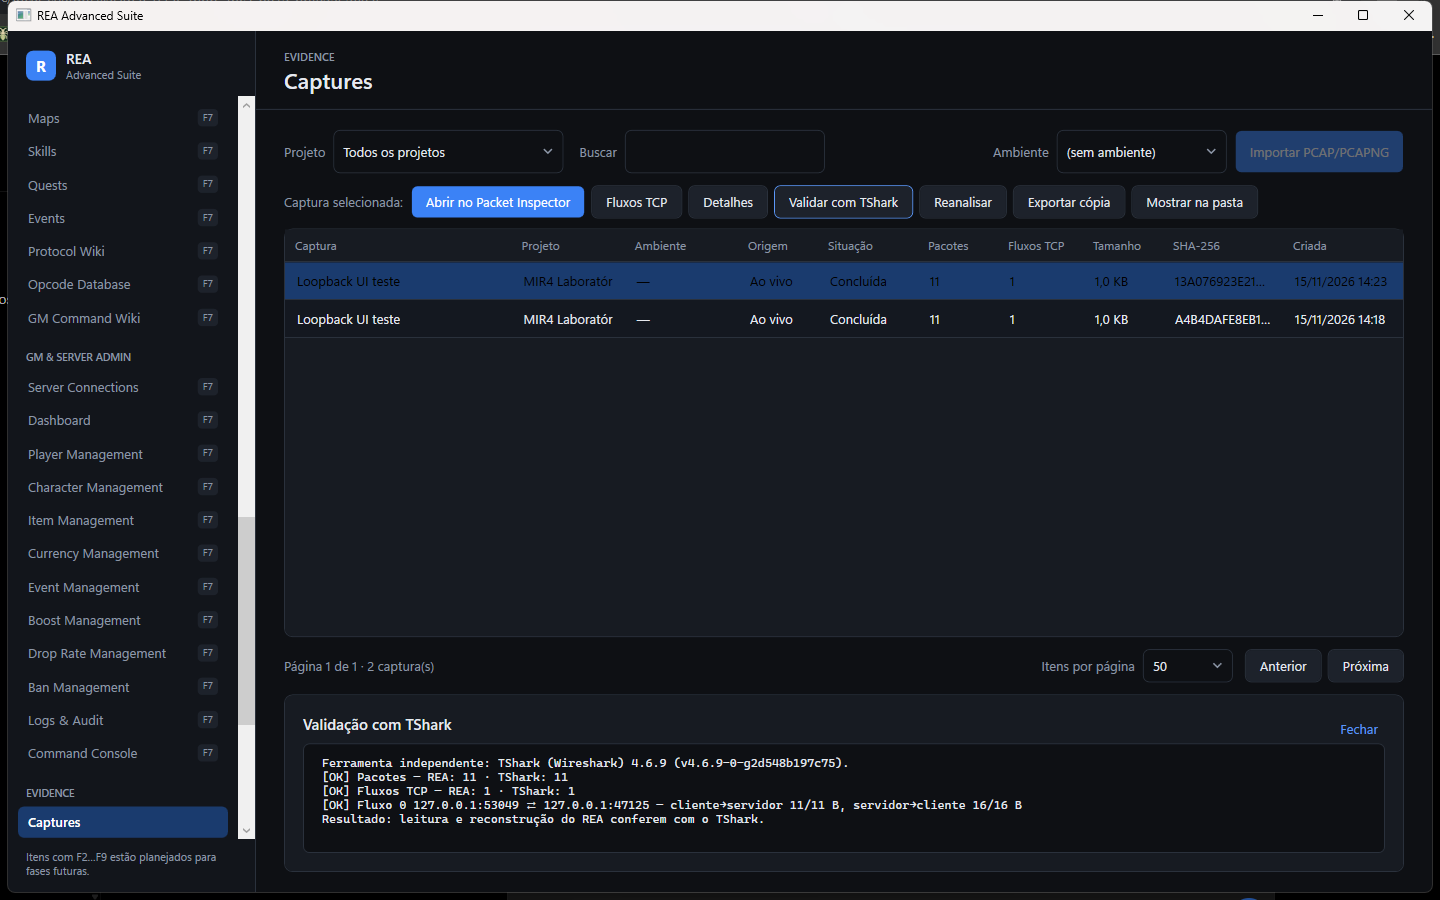 REA Advanced Suite
R
REA
Advanced Suite
Maps F7
Skills F7
Quests F7
Events F7
Protocol Wiki F7
Opcode Database F7
GM Command Wiki F7
GM & SERVER ADMIN
Server Connections F7
Dashboard F7
Player Management F7
Character Management F7
Item Management F7
Currency Management F7
Event Management F7
Boost Management F7
Drop Rate Management F7
Ban Management F7
Logs & Audit F7
Command Console F7
EVIDENCE
Captures
Itens com F2...F9 estão planejados para
fases futuras.
EVIDENCE
Captures
Projeto Todos os projetos Buscar Ambiente (sem ambiente) Importar PCAP/PCAPNG
Captura selecionada: Abrir no Packet Inspector Fluxos TCP Detalhes Validar com TShark Reanalisar Exportar cópia Mostrar na pasta
Captura Projeto Ambiente Origem Situação Pacotes Fluxos TCP Tamanho SHA-256 Criada
Loopback UI teste MIR4 Laboratór — Ao vivo Concluída 11 1 1,0 KB 13A076923E21... 15/11/2026 14:23
Loopback UI teste MIR4 Laboratór — Ao vivo Concluída 11 1 1,0 KB A4B4DAFE8EB1... 15/11/2026 14:18
Página 1 de 1 · 2 captura(s) Itens por página 50 Anterior Próxima
Validação com TShark Fechar
Ferramenta independente: TShark (Wireshark) 4.6.9 (v4.6.9-0-g2d548b197c75).
[OK] Pacotes — REA: 11 · TShark: 11
[OK] Fluxos TCP — REA: 1 · TShark: 1
[OK] Fluxo 0 127.0.0.1:53049 ⇄ 127.0.0.1:47125 — cliente→servidor 11/11 B, servidor→cliente 16/16 B
Resultado: leitura e reconstrução do REA conferem com o TShark.